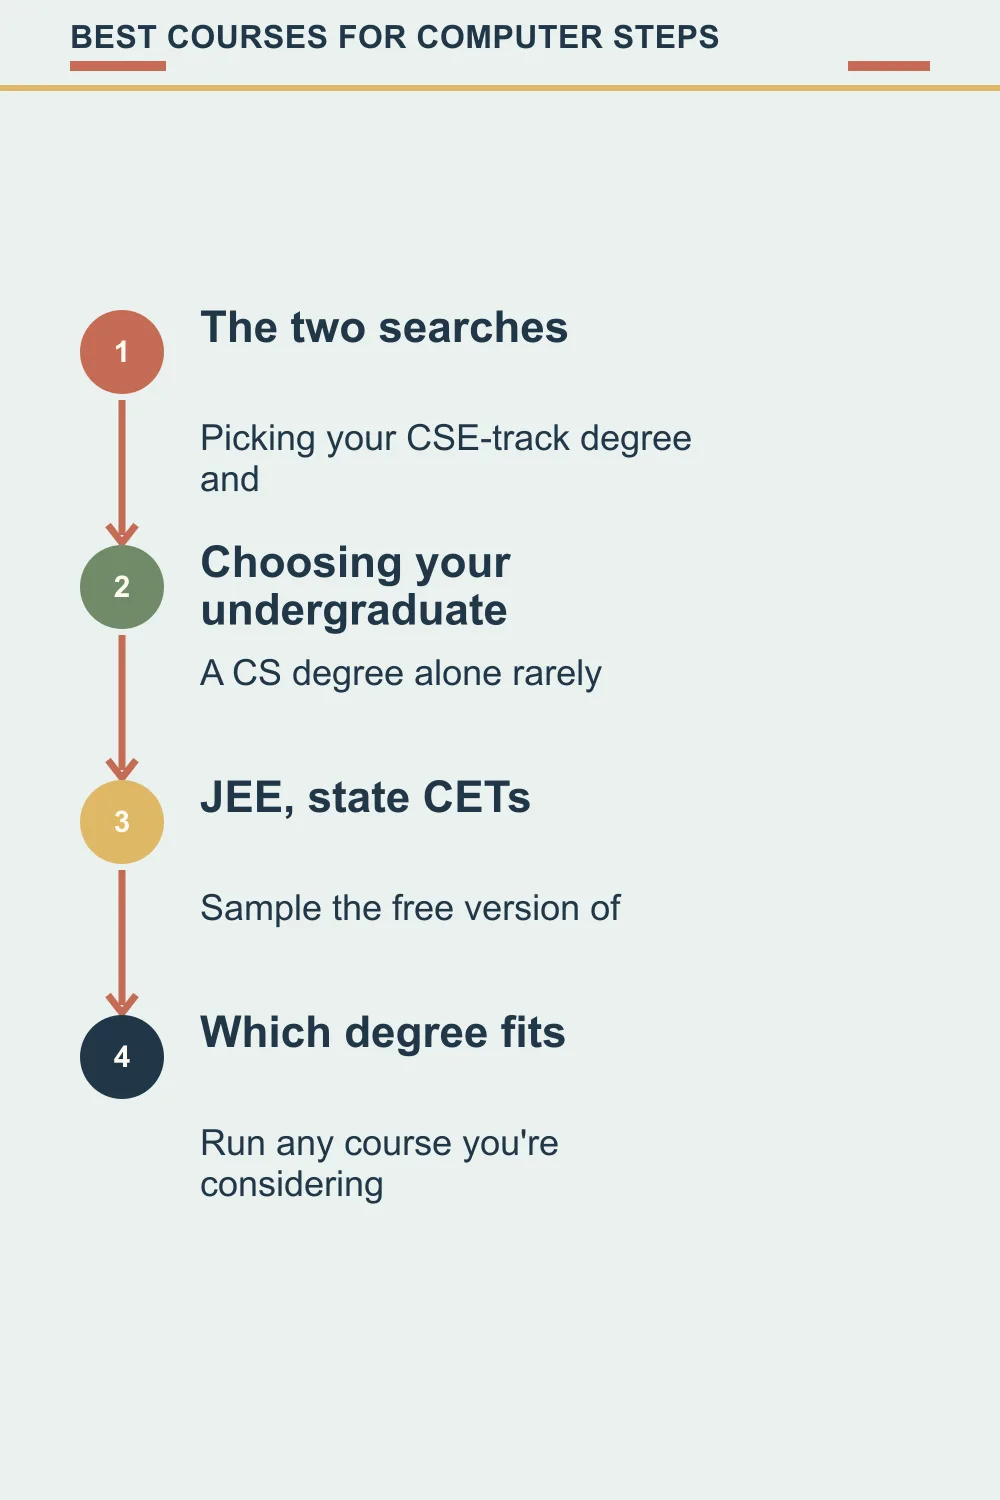 BEST COURSES FOR COMPUTER STEPS
1
The two searches
Picking your CSE-track degree
and
2
Choosing your
undergraduate
A CS degree alone rarely
3
JEE, state CETs
Sample the free version of
4
Which degree fits
Run any course you're
considering